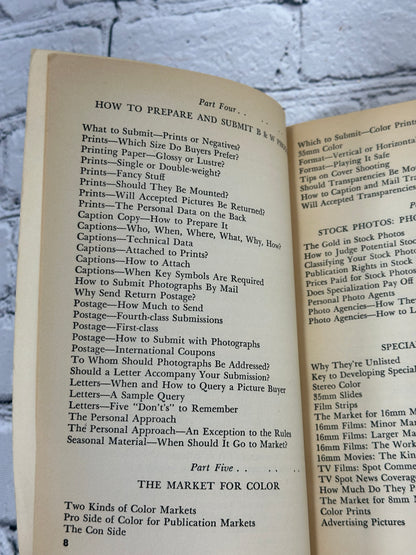 Part Four . . . .
HOW TO PREPARE AND SUBMIT B & W
What to Submit—Prints or Negatives?
Prints—Which Size Do Buyers Prefer?
Printing Paper—Glossy or Lustre?
Prints—Single or Double-weight?
Prints—Fancy Stuff
Prints—Should They Be Mounted?
Prints—Will Accepted Pictures Be Returned?
Prints—The Personal Data on the Back
Caption Copy—How to Prepare It
Captions—Who, When, Where, What, Why, How?
Captions—Technical Data
Captions—Attached to Prints?
Captions—How to Attach
Captions—When Key Symbols Are Required
How to Submit Photographs By Mail
Why Send Return Postage?
Postage—How Much to Send
Postage—Fourth-class Submissions
Postage—First-class
Postage—How to Submit with Photographs
Postage—International Coupons
To Whom Should Photographs Be Addressed?
Should a Letter Accompany Your Submission?
Letters—When and How to Query a Picture Buyer
Letters—A Sample Query
Letters—Five "Don't's" to Remember
The Personal Approach
The Personal Approach—An Exception to the Rules
Seasonal Material—When Should It Go to Market?
Part Five . . . . . .
THE MARKET FOR COLOR
Two Kinds of Color Markets
Pro Side of Color for Publication Markets
The Con Side
8
Which to Submit—Color Prints
35mm Color
Format—Vertical or Horizonta
Format—Playing It Safe
Tips on Cover Shooting
Should Transparencies Be Mou
How to Caption and Mail Tra
Will Accepted Transparencies
P
STOCK PHOTOS: PHO
The Gold in Stock Photos
How to Judge Potential Stoc
Classifying Your Stock Phot
Publication Rights in Stock
Prices Paid for Stock Photo
Does Specialization Pay Off
Personal Photo Agents
Photo Agencies—How The
Photo Agencies—How to L
SPECIA
Why They're Unlisted
Key to Developing Special
Stereo Color
35mm Slides
Film Strips
The Market for 16mm M
16mm Films: Minor Mar
16mm Films: Larger Ma
16mm Films: The Work
16mm Movies: The Kin
TV Films: Spot Comme
TV Spot News Coverag
How Much Do They P
The Market for 8mm M
Color Prints
Advertising Pictures